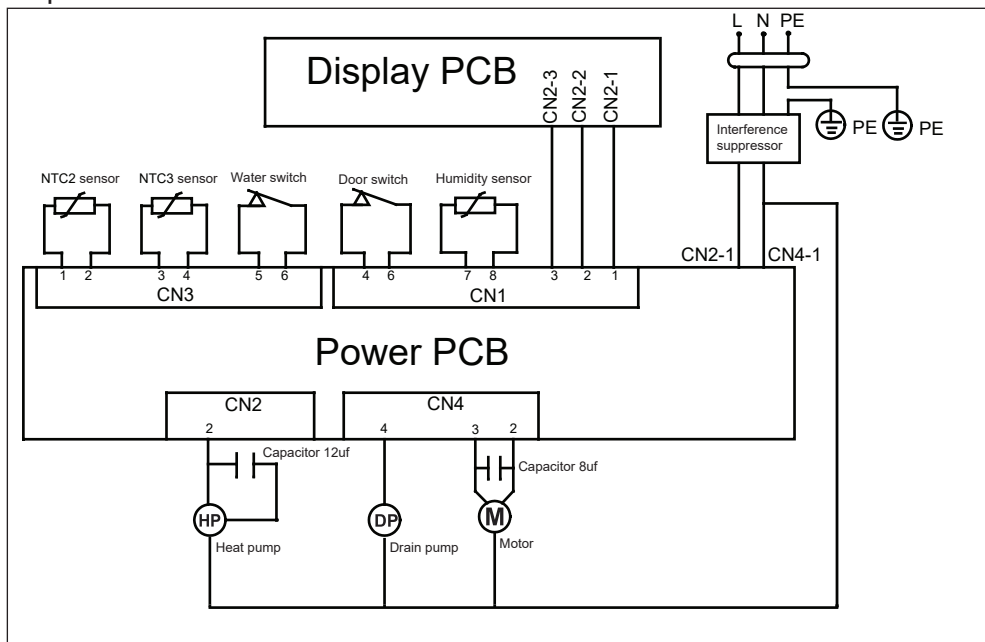 L N PE
Display PCB
CN2-3
CN2-2
CN2-1
Interference
suppressor
PE
PE
NTC2 sensor
NTC3 sensor
Water switch
Door switch
Humidity sensor
CN2-1
CN4-1
1 2 3 4 5 6
4 6 7 8 3 2 1
CN3
CN1
Power PCB
CN2
CN4
2
4
3
2
Capacitor 12uf
Capacitor 8uf
HP
DP
M
Heat pump
Drain pump
Motor